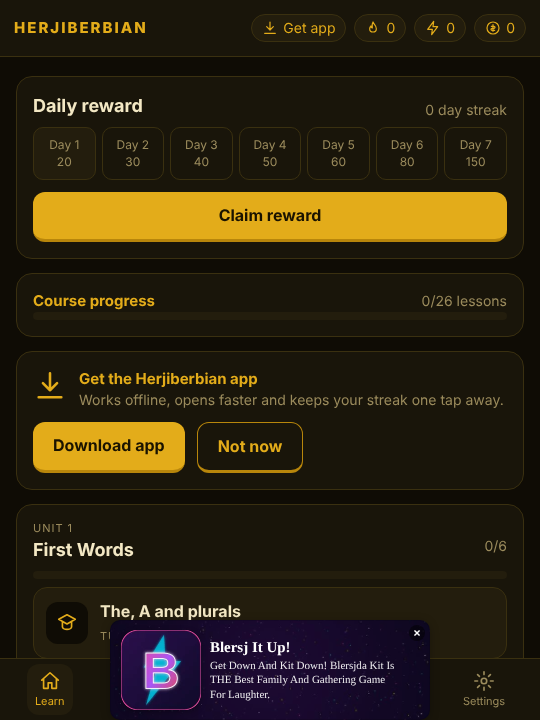 HERJIBERBIAN
Get app
0
0
0
Daily reward
0 day streak
Day 1
20
Day 2
30
Day 3
40
Day 4
50
Day 5
60
Day 6
80
Day 7
150
Claim reward
Course progress
0/26 lessons
Get the Herjiberbian app
Works offline, opens faster and keeps your streak one tap away.
Download app
Not now
UNIT 1
First Words
0/6
The, A and plurals
B
Blersj It Up!
Get Down And Kit Down! Blersjda Kit Is
THE Best Family And Gathering Game
For Laughter.
Learn
Settings